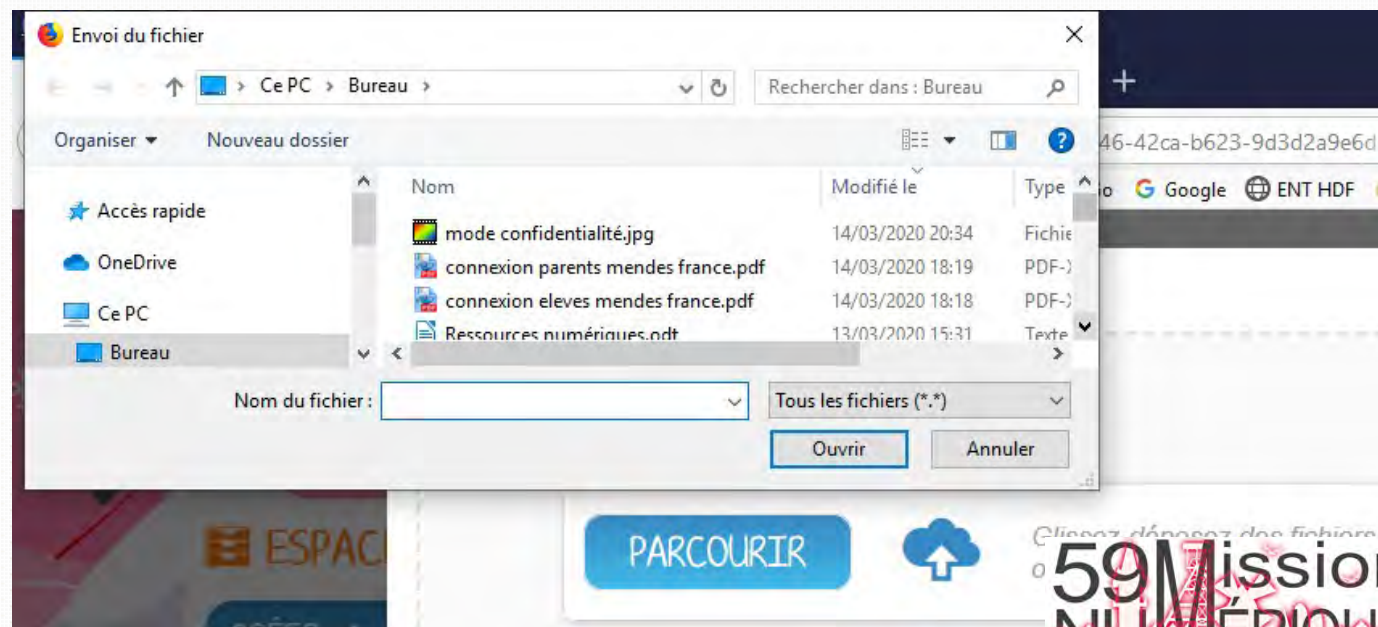 Envoi du fichier
Ce PC > Bureau >
Rechercher dans : Bureau
46-42ca-b623-9d3d2a9e6d
Organiser
Nouveau dossier
Google ENT HDF
Nom Modifié le Type
Accès rapide
OneDrive
Ce PC
Bureau
mode confidentialité.jpg 14/03/2020 20:34 Fichie
connexion parents mendes france.pdf 14/03/2020 18:19 PDF-
connexion eleves mendes france.pdf 14/03/2020 18:18 PDF-
Ressources numériques.odt 13/03/2020 15:31 Texte
Nom du fichier :
Tous les fichiers (*.*)
Ouvrir Annuler
ESPAC
PARCOURIR
Glissez-déposez des fichiers
o
59Mission
NUMÉRIQU
CRÉER